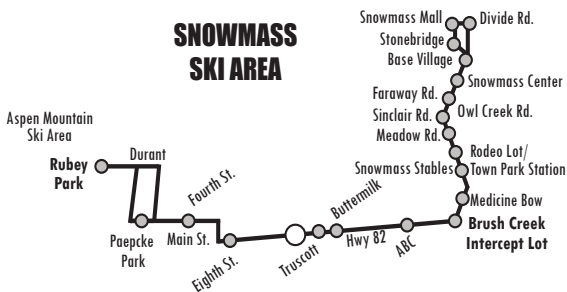 SNOWMASS
SKI AREA
Snowmass Mall
Divide Rd.
Stonebridge
Base Village
Snowmass Center
Faraway Rd.
Owl Creek Rd.
Sinclair Rd.
Meadow Rd.
Rodeo Lot/
Town Park Station
Snowmass Stables
Medicine Bow
Brush Creek
Intercept Lot
Aspen Mountain
Ski Area
Rubey
Park
Durant
Fourth St.
Paepcke
Park
Main St.
Eighth St.
Truscott
Buttermilk
Hwy 82
ABC